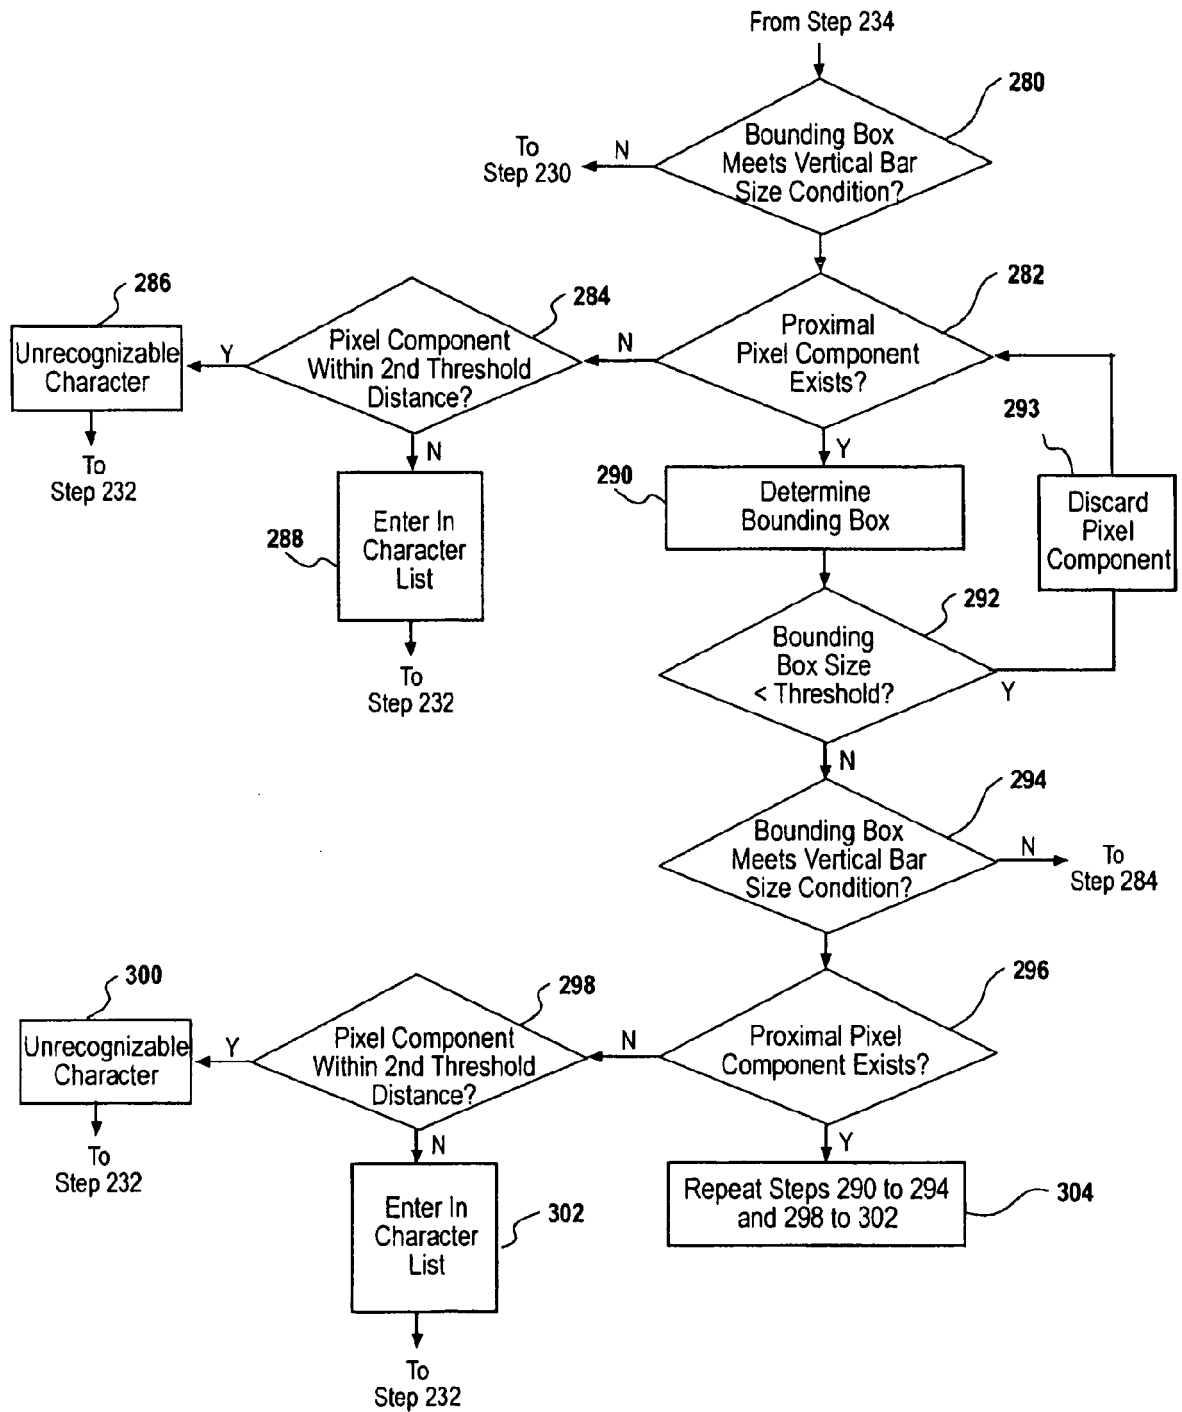 From Step 234
280
Bounding Box
Meets Vertical Bar
Size Condition?
N
To
Step 230
282
Proximal
Pixel Component
Exists?
N
284
Pixel Component
Within 2nd Threshold
Distance?
Y
286
Unrecognizable
Character
To
Step 232
N
288
Enter In
Character
List
To
Step 232
Y
290
Determine
Bounding Box
293
Discard
Pixel
Component
292
Bounding
Box Size
< Threshold?
Y
N
294
Bounding Box
Meets Vertical Bar
Size Condition?
N
To
Step 284
296
Proximal Pixel
Component Exists?
N
298
Pixel Component
Within 2nd Threshold
Distance?
Y
300
Unrecognizable
Character
To
Step 232
N
302
Enter In
Character
List
To
Step 232
Y
Repeat Steps 290 to 294
and 298 to 302
304